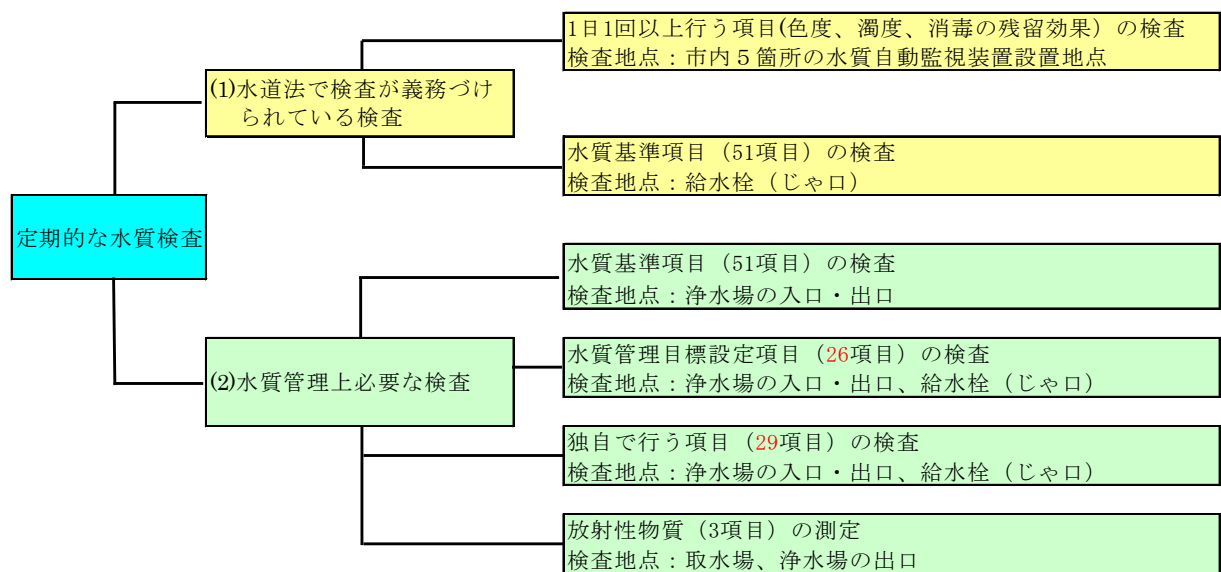 定期的な水質検査
(1)水道法で検査が義務づけ
られている検査
1日1回以上行う項目(色度、濁度、消毒の残留効果）の検査
検査地点：市内５箇所の水質自動監視装置設置地点
水質基準項目（51項目）の検査
検査地点：給水栓（じゃ口）
(2)水質管理上必要な検査
水質基準項目（51項目）の検査
検査地点：浄水場の入口・出口
水質管理目標設定項目（26項目）の検査
検査地点：浄水場の入口・出口、給水栓（じゃ口）
独自で行う項目（29項目）の検査
検査地点：浄水場の入口・出口、給水栓（じゃ口）
放射性物質（3項目）の測定
検査地点：取水場、浄水場の出口